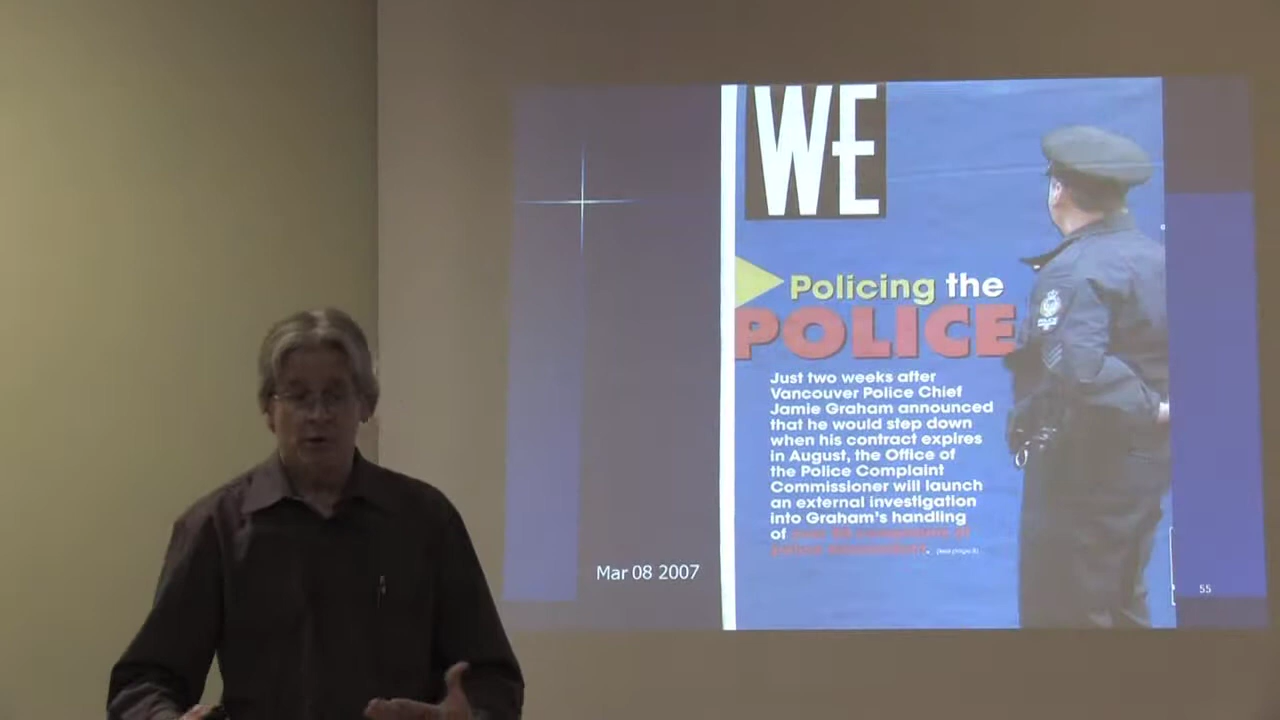 WE
Policing the
POLICE
Just two weeks after
Vancouver Police Chief
Jamie Graham announced
that he would step down
when his contract expires
in August, the Office of
the Police Complaint
Commissioner will launch
an external investigation
into Graham's handling
of
Mar 08 2007
55